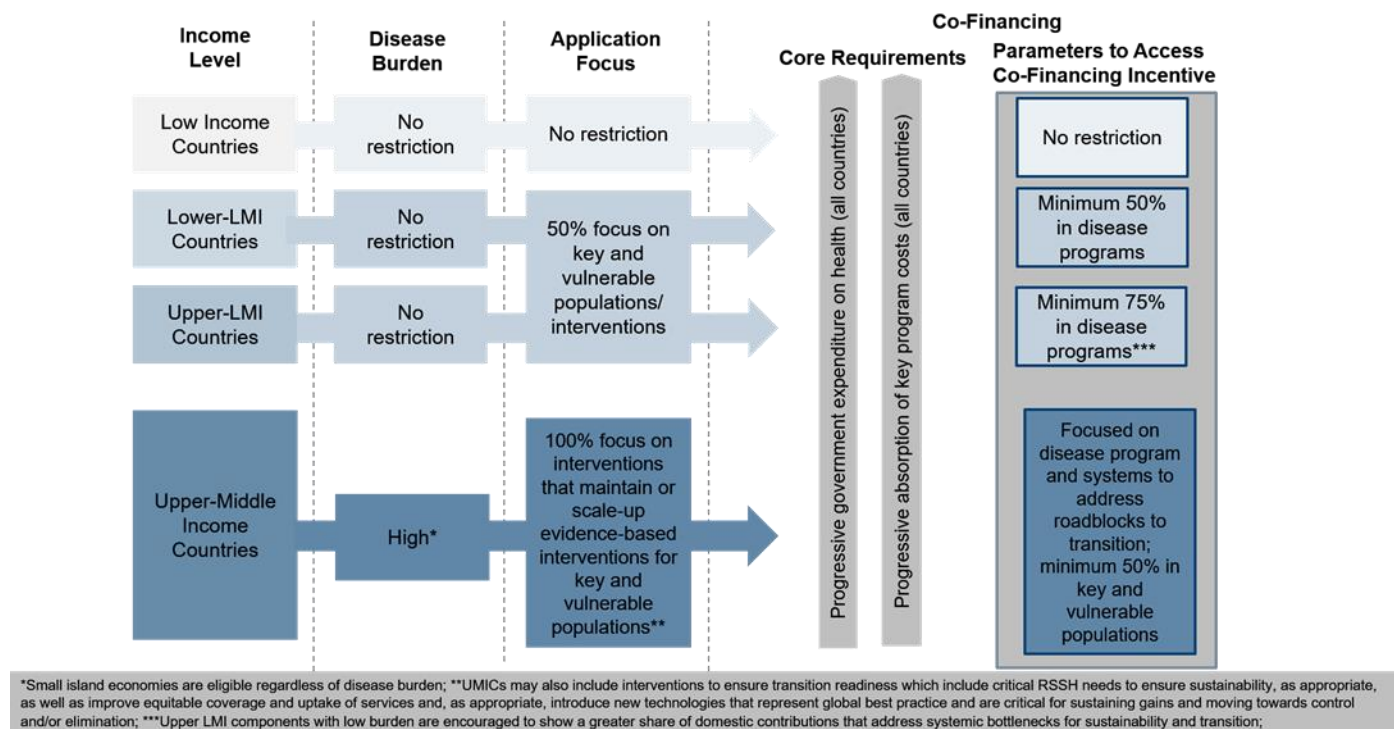 Co-Financing
Income
Level
Disease
Burden
Application
Focus
Core Requirements
Parameters to Access
Co-Financing Incentive
Low Income
Countries
No
restriction
No restriction
No restriction
Lower-LMI
Countries
No
restriction
50% focus on
key and
vulnerable
populations/
interventions
Minimum 50%
in disease
programs
Upper-LMI
Countries
No
restriction
Minimum 75%
in disease
programs***
Upper-Middle
Income
Countries
High*
100% focus on
interventions
that maintain or
scale-up
evidence-based
interventions for
key and
vulnerable
populations**
Progressive government expenditure on health (all countries)
Progressive absorption of key program costs (all countries)
Focused on
disease program
and systems to
address
roadblocks to
transition;
minimum 50% in
key and
vulnerable
populations
*Small island economies are eligible regardless of disease burden; **UMICs may also include interventions to ensure transition readiness which include critical RSSH needs to ensure sustainability, as appropriate,
as well as improve equitable coverage and uptake of services and, as appropriate, introduce new technologies that represent global best practice and are critical for sustaining gains and moving towards control
and/or elimination; ***Upper LMI components with low burden are encouraged to show a greater share of domestic contributions that address systemic bottlenecks for sustainability and transition;